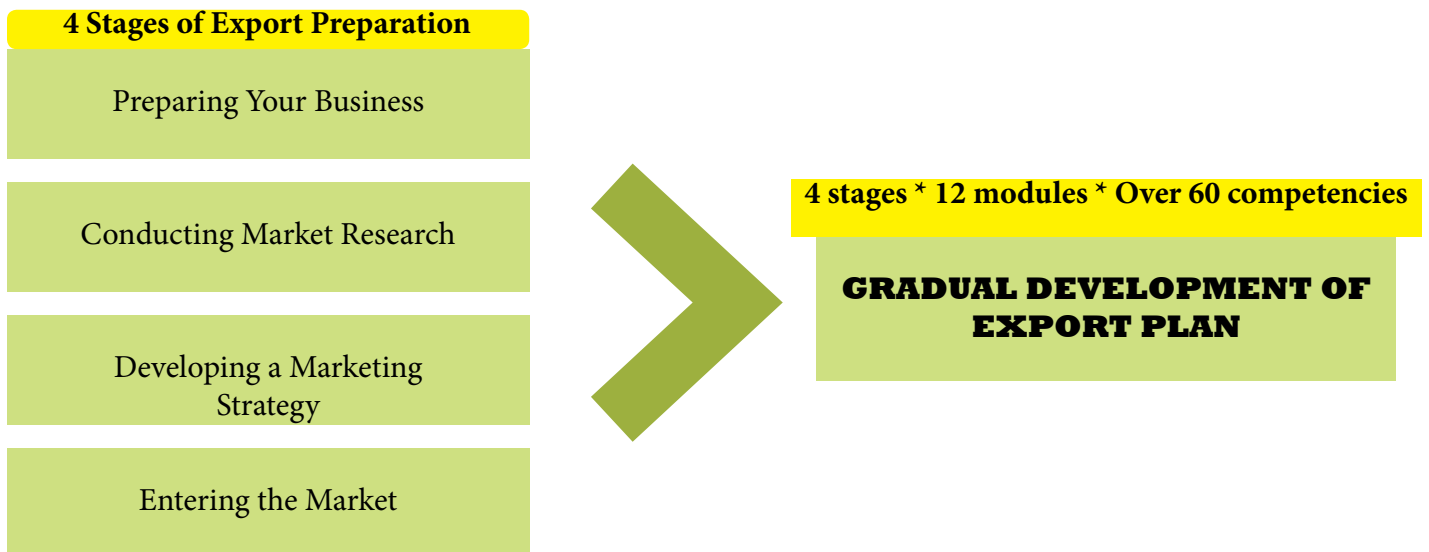 4 Stages of Export Preparation
Preparing Your Business
Conducting Market Research
Developing a Marketing
Strategy
Entering the Market
4 stages * 12 modules * Over 60 competencies
GRADUAL DEVELOPMENT OF
EXPORT PLAN